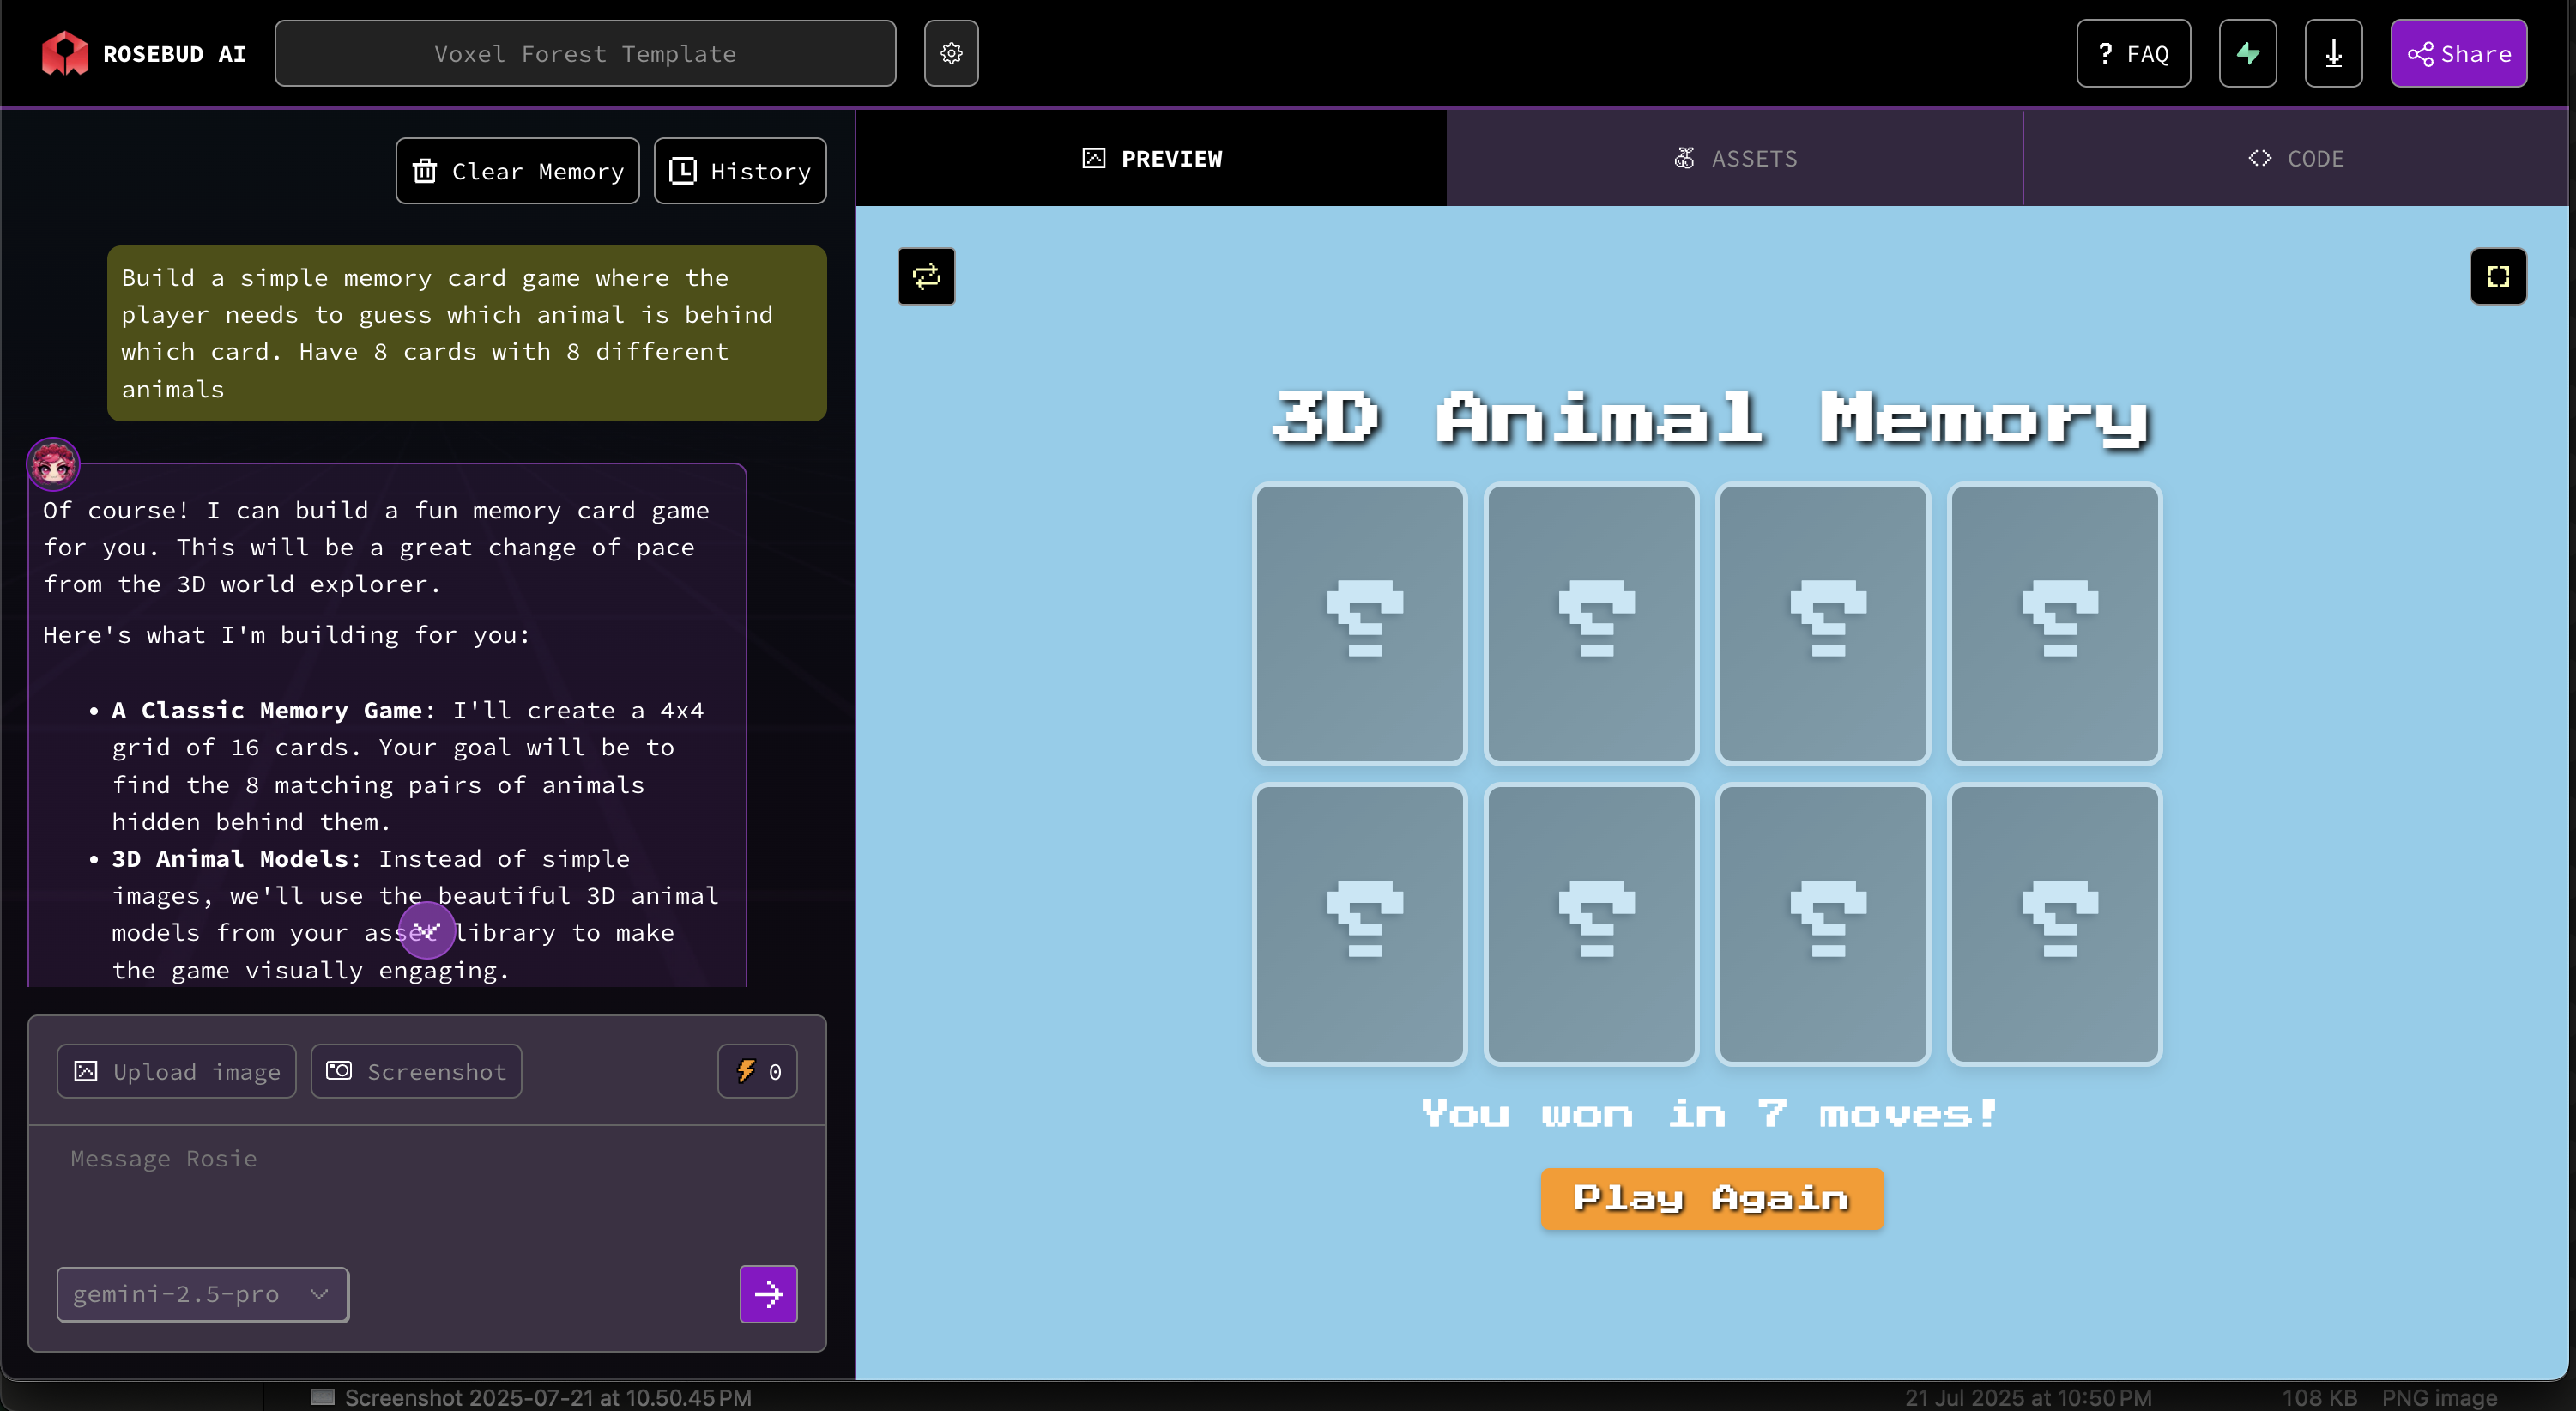 ROSEBUD AI
Voxel Forest Template
? FAQ
Share
Clear Memory
History
Build a simple memory card game where the
player needs to guess which animal is behind
which card. Have 8 cards with 8 different
animals
Of course! I can build a fun memory card game
for you. This will be a great change of pace
from the 3D world explorer.
Here's what I'm building for you:
• A Classic Memory Game: I'll create a 4x4
grid of 16 cards. Your goal will be to
find the 8 matching pairs of animals
hidden behind them.
• 3D Animal Models: Instead of simple
images, we'll use the beautiful 3D animal
models from your asset library to make
the game visually engaging.
Upload image
Screenshot
0
Message Rosie
gemini-2.5-pro
PREVIEW
ASSETS
CODE
3D Animal Memory
? ? ? ?
? ? ? ?
You won in 7 moves!
Play Again
Screenshot 2025-07-21 at 10.50.45 PM
21 Jul 2025 at 10:50 PM
108 KB
PNG image